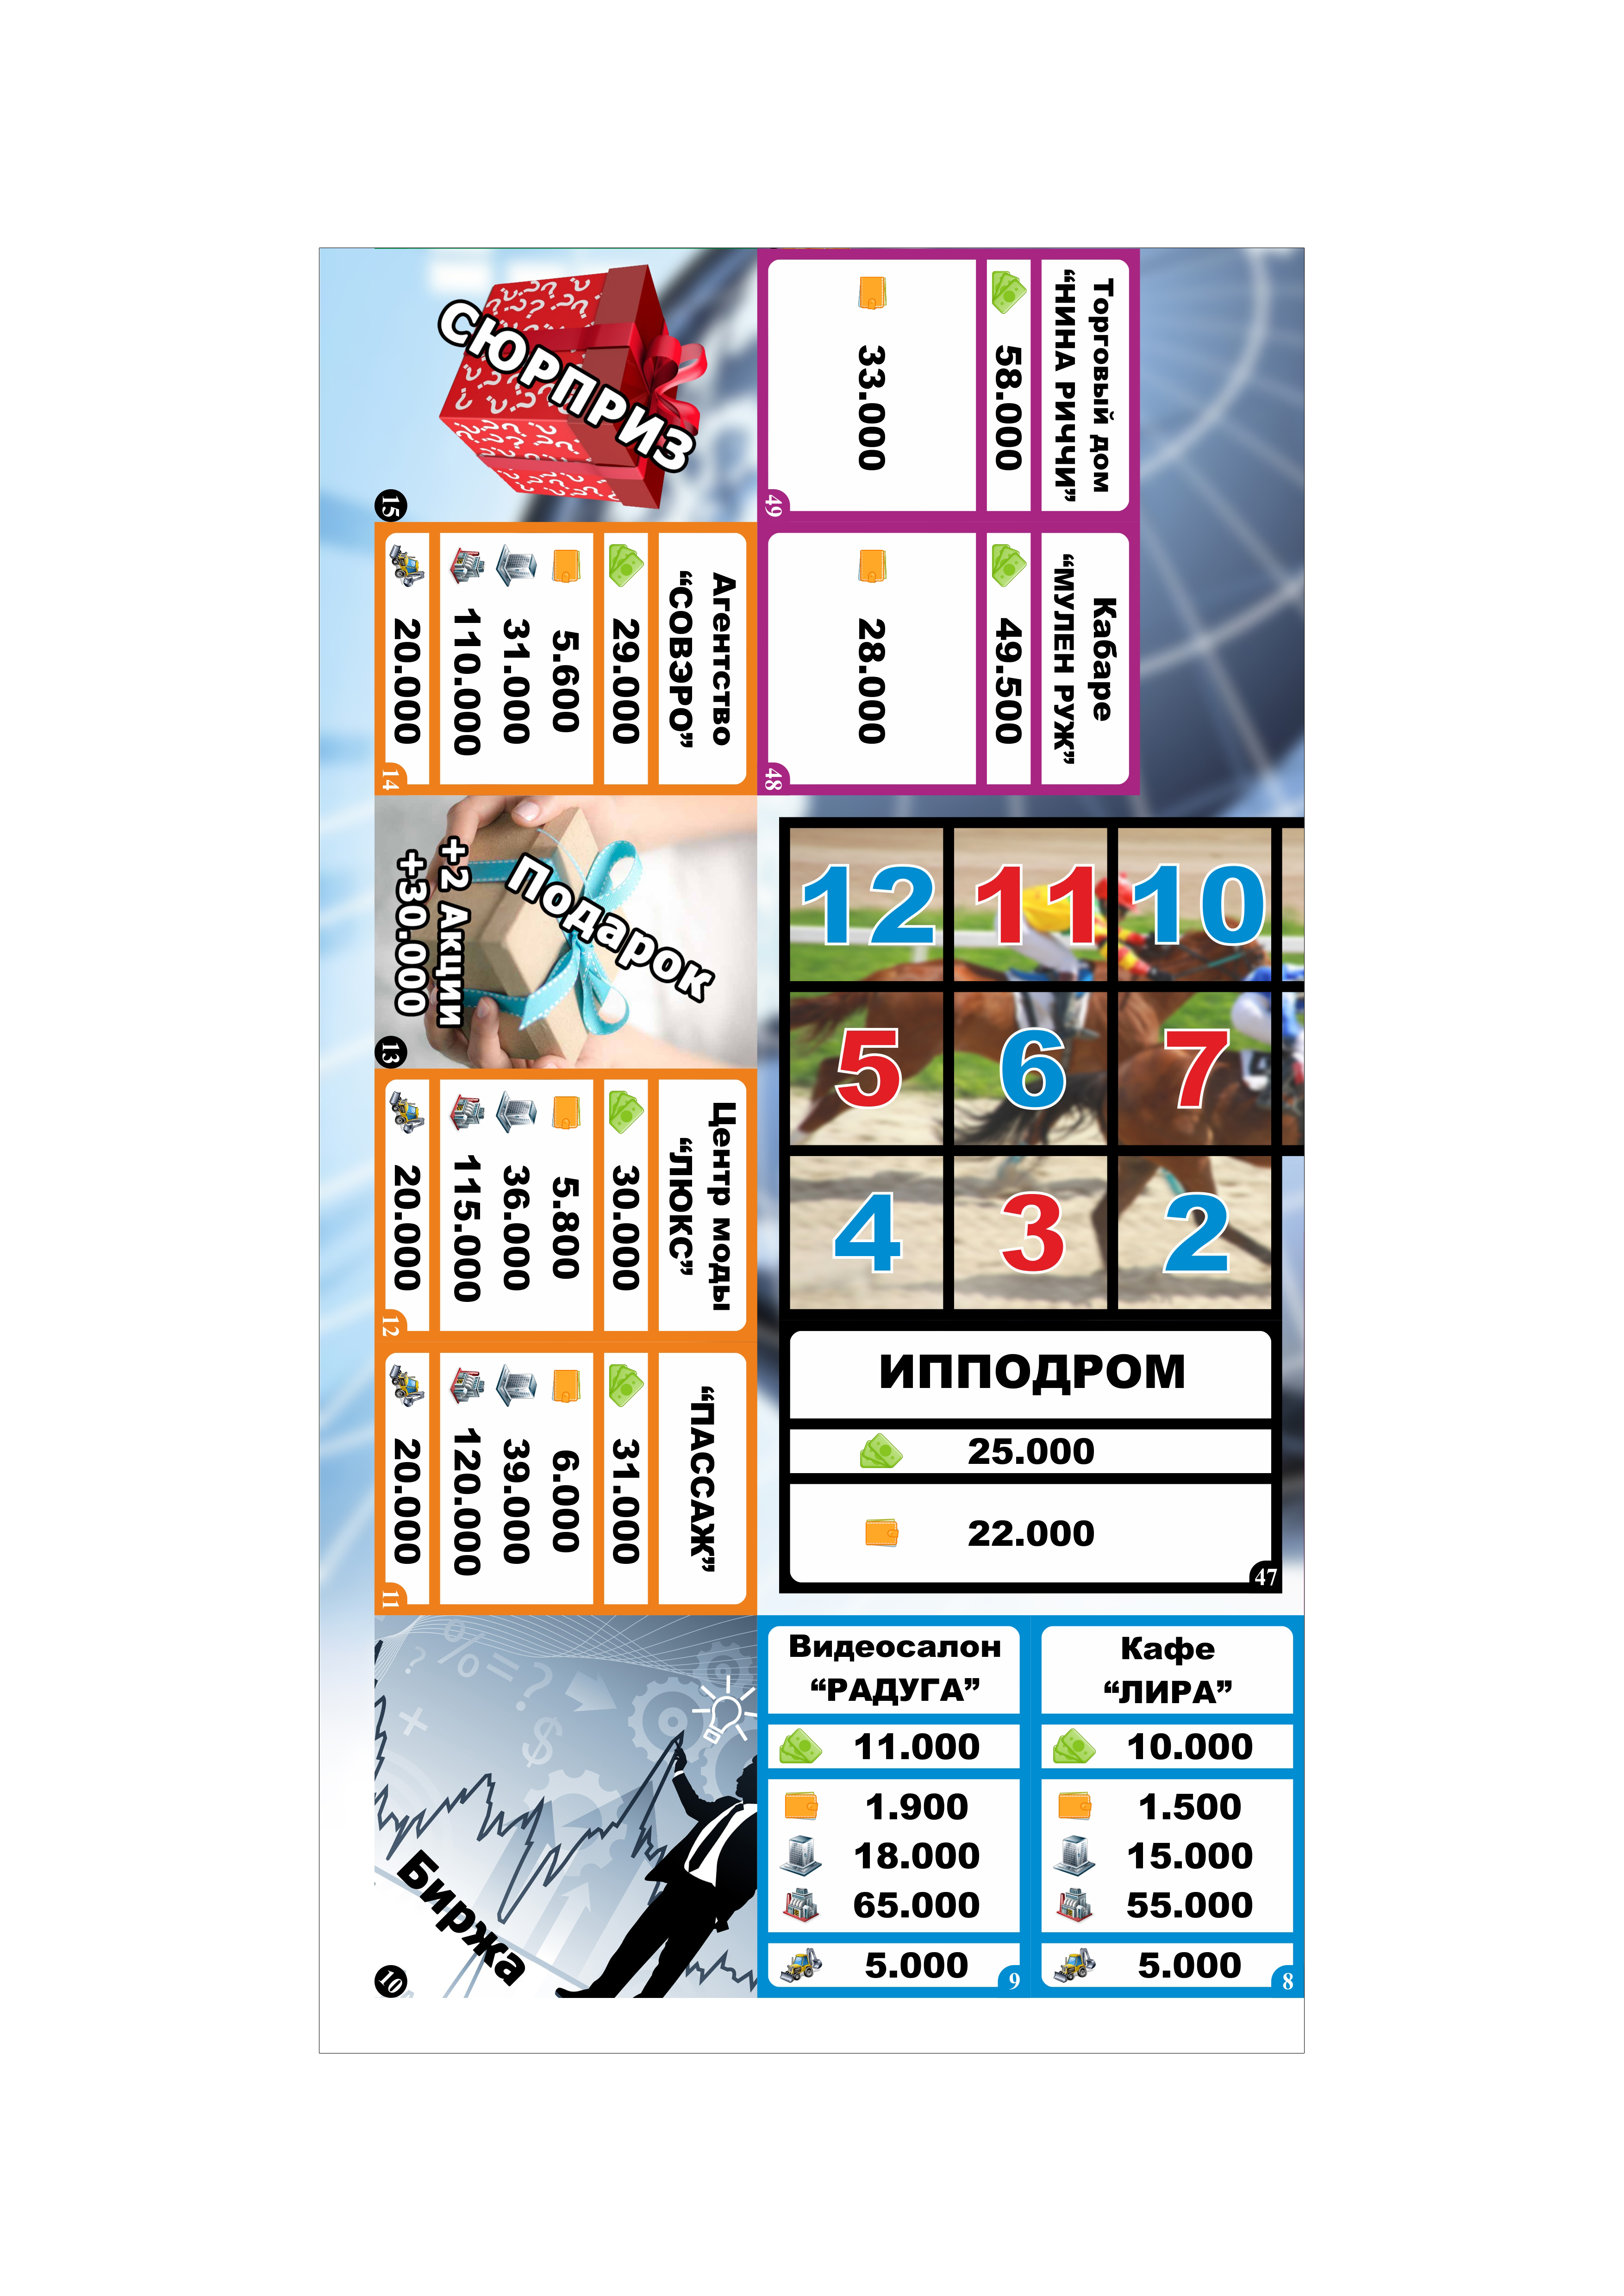 СЮРПРИЗ
15
Торговый дом
“НИНА РИЧЧИ”
58.000
33.000
49
Агентство
“СОВЭРО”
29.000
5.600
31.000
110.000
20.000
14
Кабаре
“МУЛЕН РУЖ”
49.500
28.000
48
Подарок
+2 Акции
+30.000
13
12 11 10
5 6 7
4 3 2
Центр моды
“ЛЮКС”
30.000
5.800
36.000
115.000
20.000
12
“ПАССАЖ”
31.000
6.000
39.000
120.000
20.000
11
ИППОДРОМ
25.000
22.000
47
Биржа
10
Видеосалон
“РАДУГА”
11.000
1.900
18.000
65.000
5.000
9
Кафе
“ЛИРА”
10.000
1.500
15.000
55.000
5.000
8